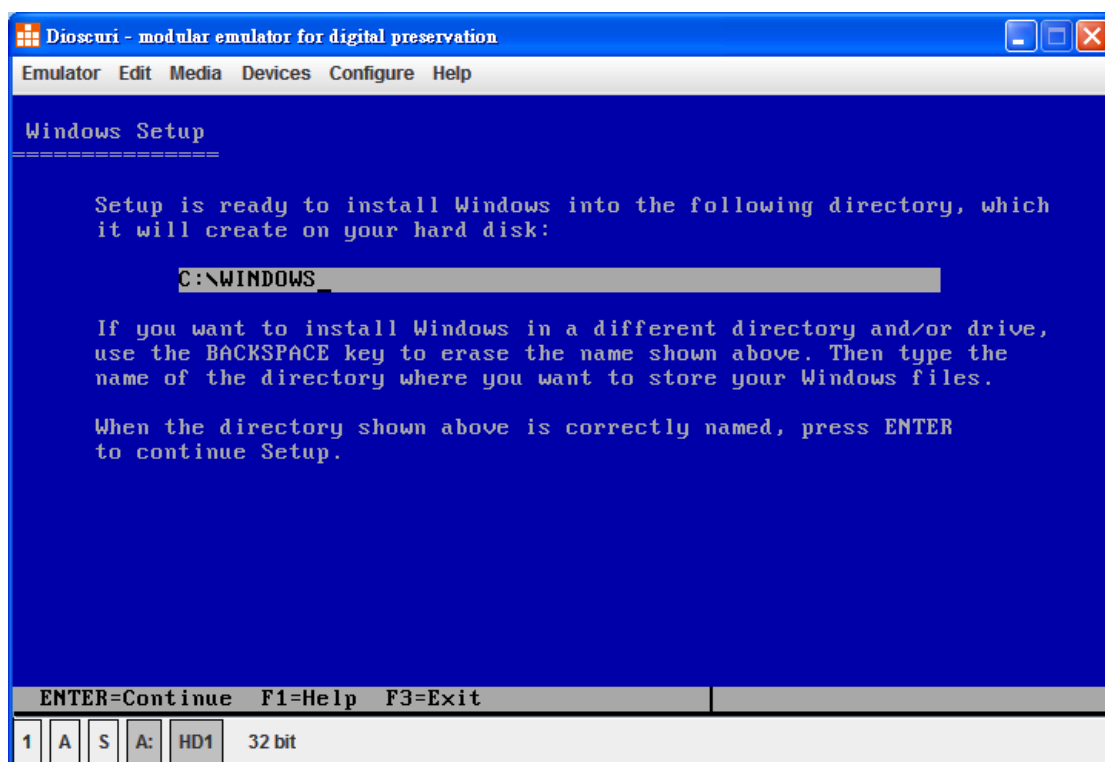 Dioscuri - modular emulator for digital preservation
Emulator Edit Media Devices Configure Help
Windows Setup
===============
Setup is ready to install Windows into the following directory, which
it will create on your hard disk:
C:\WINDOWS_
If you want to install Windows in a different directory and/or drive,
use the BACKSPACE key to erase the name shown above. Then type the
name of the directory where you want to store your Windows files.
When the directory shown above is correctly named, press ENTER
to continue Setup.
ENTER=Continue F1=Help F3=Exit
1 A S A: HD1 32 bit